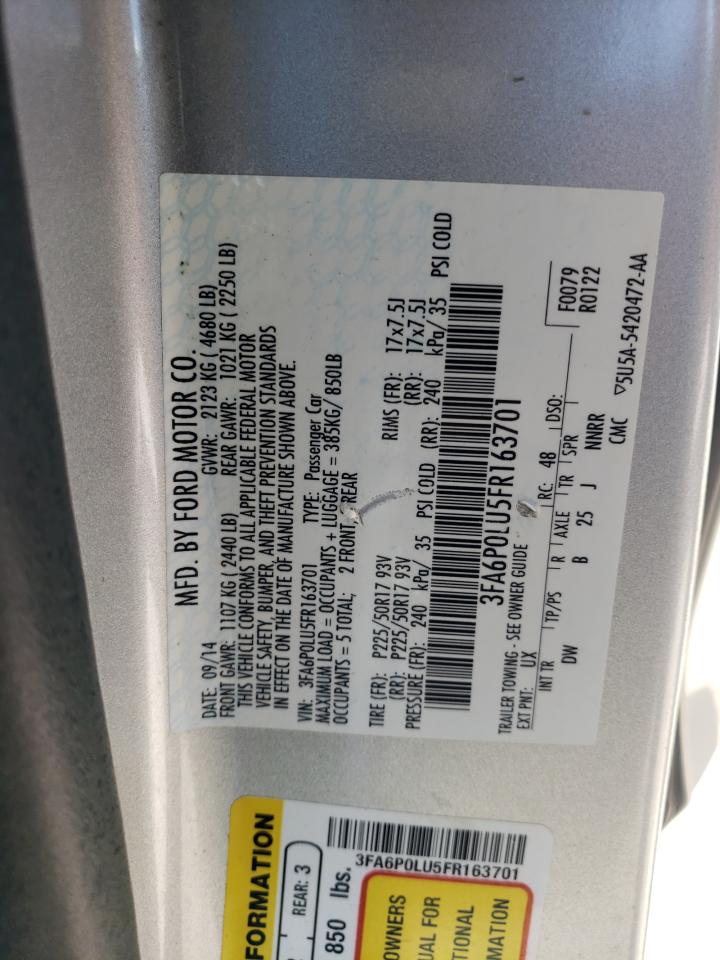 MFD. BY FORD MOTOR CO.
DATE: 09/14 GVWR: 2123 KG ( 4680 LB)
FRONT GAWR: 1107 KG ( 2440 LB) REAR GAWR: 1021 KG ( 2250 LB)
THIS VEHICLE CONFORMS TO ALL APPLICABLE FEDERAL MOTOR
VEHICLE SAFETY, BUMPER, AND THEFT PREVENTION STANDARDS
IN EFFECT ON THE DATE OF MANUFACTURE SHOWN ABOVE.
VIN: 3FA6P0LU5FR163701 TYPE: Passenger Car
MAXIMUM LOAD = OCCUPANTS + LUGGAGE = 385KG/ 850LB
OCCUPANTS = 5 TOTAL; 2 FRONT, REAR
TIRE (FR): P225/50R17 93V RIMS (FR): 17x7.5J
(RR): P225/50R17 93V (RR): 17x7.5J
PRESSURE (FR): 240 kPa/ 35 PSI COLD (RR): 240 kPa/ 35 PSI COLD
3FA6P0LU5FR163701
TRAILER TOWING - SEE OWNER GUIDE
EXT PNT: UX RC: 48 DSO:
INT TR TP/PS R AXLE TR SPR F0079
DW B 25 J NNRR R0122
CMC
▽5U5A-5420472-AA
FORMATION
REAR: 3
850 lbs.
3FA6P0LU5FR163701
OWNERS
UAL FOR
TIONAL
MATION